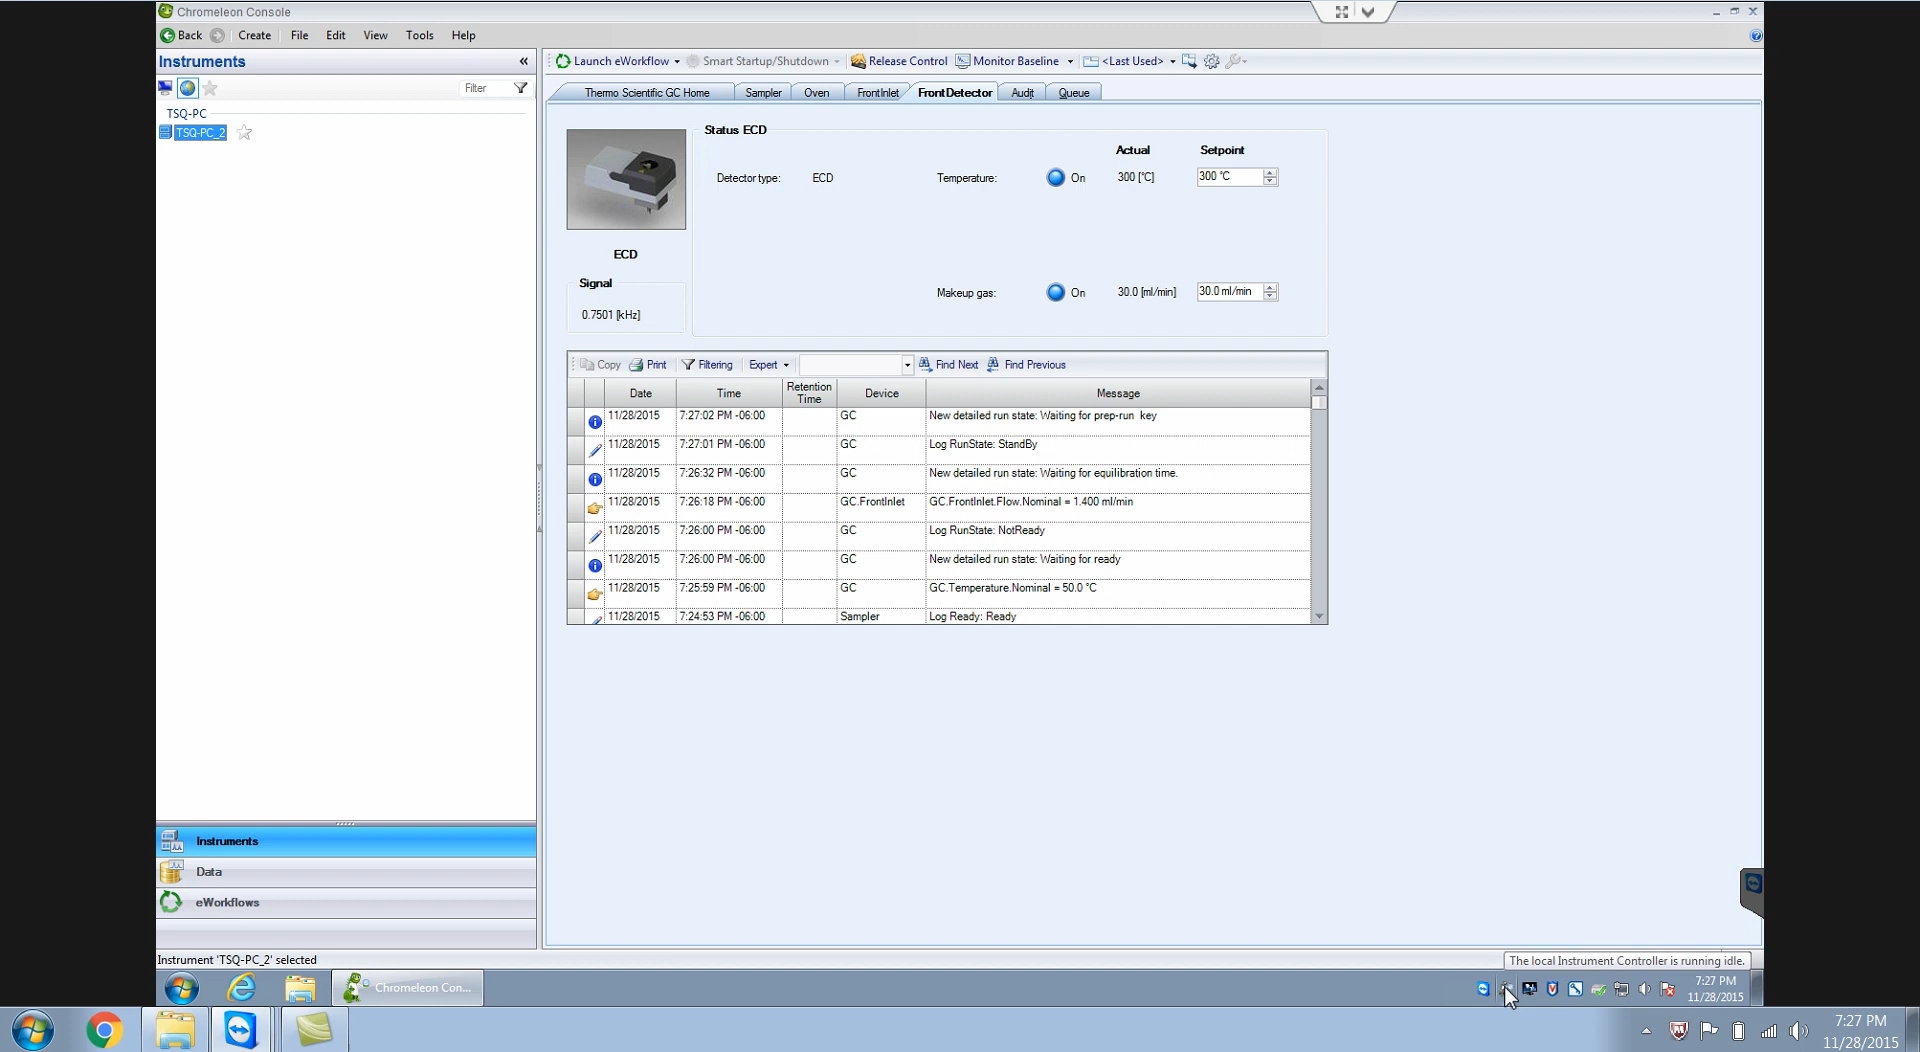 Chromeleon Console
Back Create File Edit View Tools Help
Instruments «
Launch eWorkflow Smart Startup/Shutdown Release Control Monitor Baseline <Last Used>
Filter
Thermo Scientific GC Home Sampler Oven FrontInlet FrontDetector Audit Queue
TSQ-PC
TSQ-PC_2
Status ECD
Actual Setpoint
Detector type: ECD Temperature: On 300 [°C] 300 °C
ECD
Signal
Makeup gas: On 30.0 [ml/min] 30.0 ml/min
0.7501 [kHz]
Copy Print Filtering Expert Find Next Find Previous
Date Time Retention Time Device Message
11/28/2015 7:27:02 PM -06:00 GC New detailed run state: Waiting for prep-run key
11/28/2015 7:27:01 PM -06:00 GC Log RunState: StandBy
11/28/2015 7:26:32 PM -06:00 GC New detailed run state: Waiting for equilibration time.
11/28/2015 7:26:18 PM -06:00 GC.FrontInlet GC.FrontInlet.Flow.Nominal = 1.400 ml/min
11/28/2015 7:26:00 PM -06:00 GC Log RunState: NotReady
11/28/2015 7:26:00 PM -06:00 GC New detailed run state: Waiting for ready
11/28/2015 7:25:59 PM -06:00 GC GC.Temperature.Nominal = 50.0 °C
11/28/2015 7:24:53 PM -06:00 Sampler Log Ready: Ready
Instruments
Data
eWorkflows
Instrument 'TSQ-PC_2' selected
The local Instrument Controller is running idle.
Chromeleon Con...
7:27 PM
11/28/2015
7:27 PM
11/28/2015